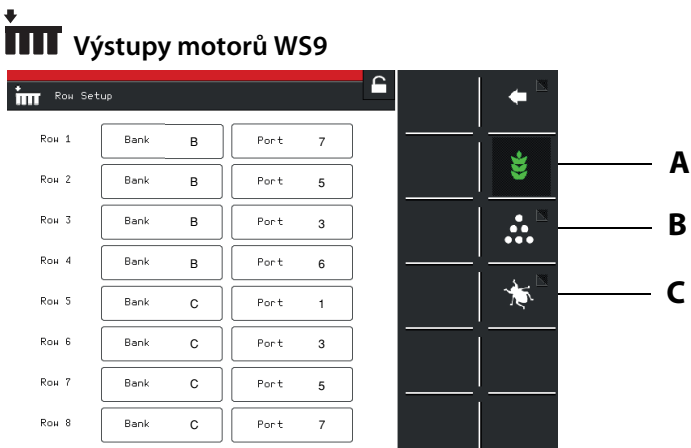 Výstupy motorů WS9
Row Setup
Row 1 Bank B Port 7
Row 2 Bank B Port 5
Row 3 Bank B Port 3
Row 4 Bank B Port 6
Row 5 Bank C Port 1
Row 6 Bank C Port 3
Row 7 Bank C Port 5
Row 8 Bank C Port 7
A
B
C